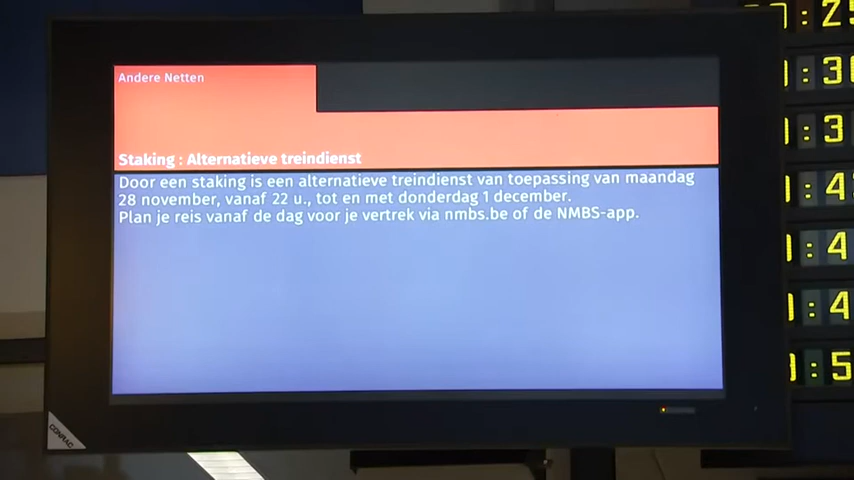 Andere Netten
Staking : Alternatieve treindienst
Door een staking is een alternatieve treindienst van toepassing van maandag
28 november, vanaf 22 u., tot en met donderdag 1 december.
Plan je reis vanaf de dag voor je vertrek via nmbs.be of de NMBS-app.
CONRAC